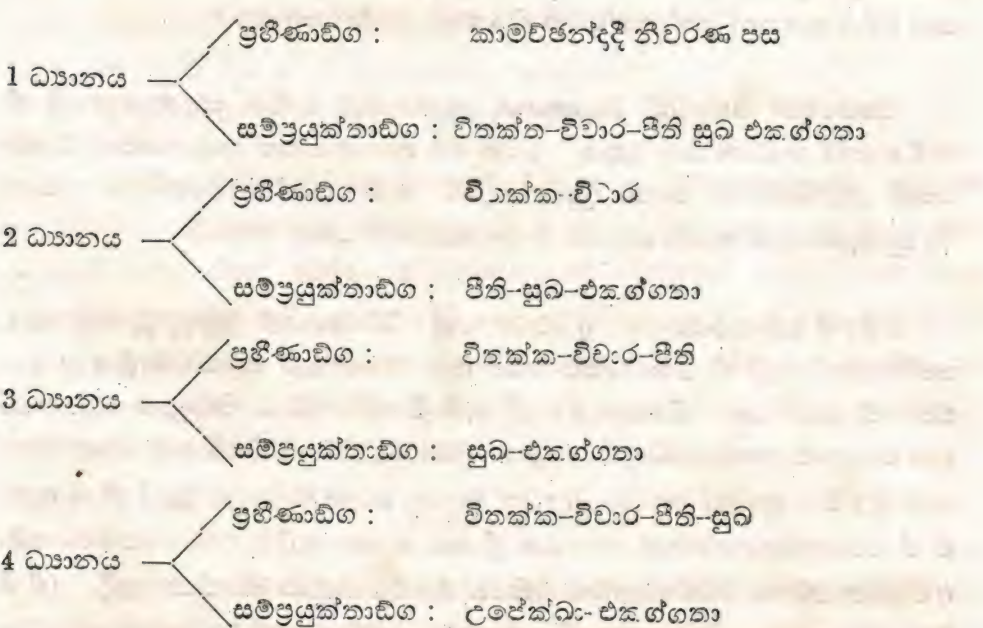 ප්‍රහීණාඞ්ග : කාමච්ඡන්දාදී නීවරණ පස
1 ධ්‍යානය
සම්ප්‍රයුක්තාඞ්ග : විතක්ත-විචාර-පීති සුඛ එකග්ගතා
ප්‍රහීණාඞ්ග : විතක්ක-විචාර
2 ධ්‍යානය
සම්ප්‍රයුක්තාඞ්ග : පීති-සුඛ-එකග්ගතා
ප්‍රහීණාඞ්ග : විතක්ක-විචාර-පීති
3 ධ්‍යානය
සම්ප්‍රයුක්තාඞ්ග : සුඛ-එකග්ගතා
ප්‍රහීණාඞ්ග : විතක්ක-විචාර-පීති-සුඛ
4 ධ්‍යානය
සම්ප්‍රයුක්තාඞ්ග : උපේක්ඛා-එකග්ගතා